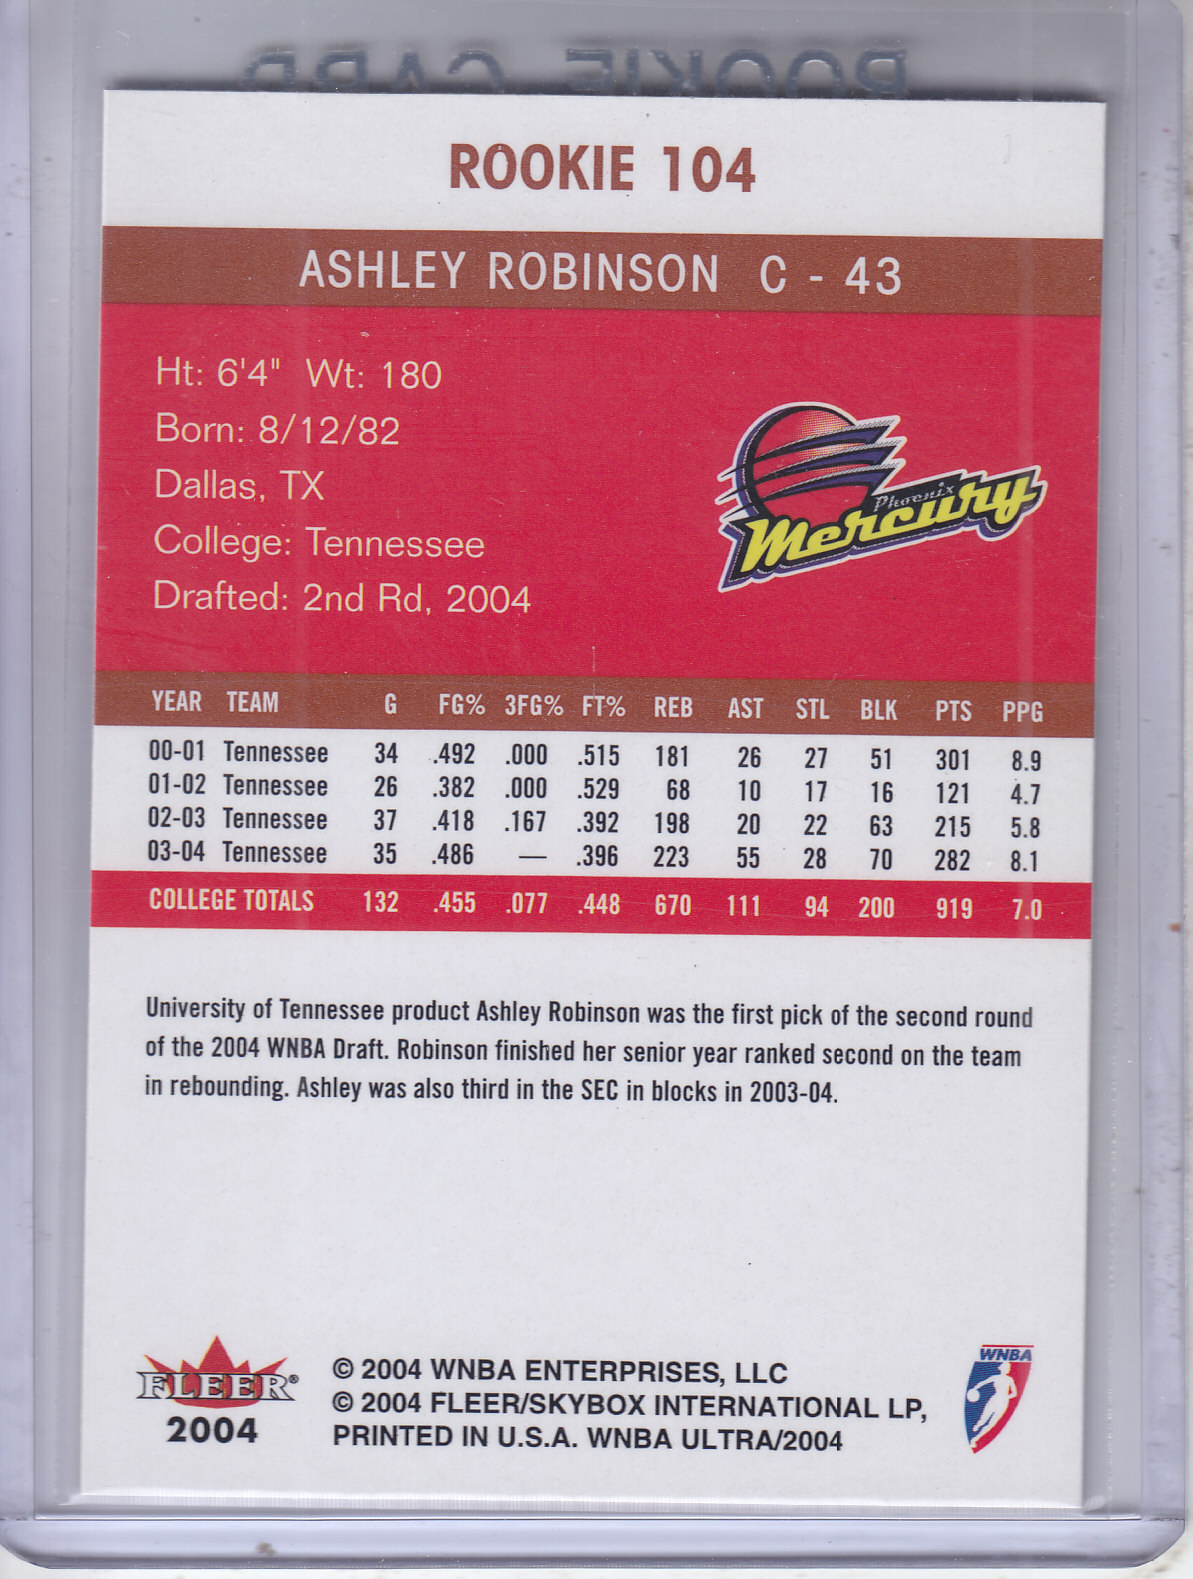 ROOKIE CARD
ROOKIE 104
ASHLEY ROBINSON C - 43
Ht: 6'4" Wt: 180
Born: 8/12/82
Dallas, TX
College: Tennessee
Drafted: 2nd Rd, 2004
Phoenix
Mercury
YEAR TEAM G FG% 3FG% FT% REB AST STL BLK PTS PPG
00-01 Tennessee 34 .492 .000 .515 181 26 27 51 301 8.9
01-02 Tennessee 26 .382 .000 .529 68 10 17 16 121 4.7
02-03 Tennessee 37 .418 .167 .392 198 20 22 63 215 5.8
03-04 Tennessee 35 .486 — .396 223 55 28 70 282 8.1
COLLEGE TOTALS 132 .455 .077 .448 670 111 94 200 919 7.0
University of Tennessee product Ashley Robinson was the first pick of the second round
of the 2004 WNBA Draft. Robinson finished her senior year ranked second on the team
in rebounding. Ashley was also third in the SEC in blocks in 2003-04.
FLEER®
2004
© 2004 WNBA ENTERPRISES, LLC
© 2004 FLEER/SKYBOX INTERNATIONAL LP,
PRINTED IN U.S.A. WNBA ULTRA/2004
WNBA